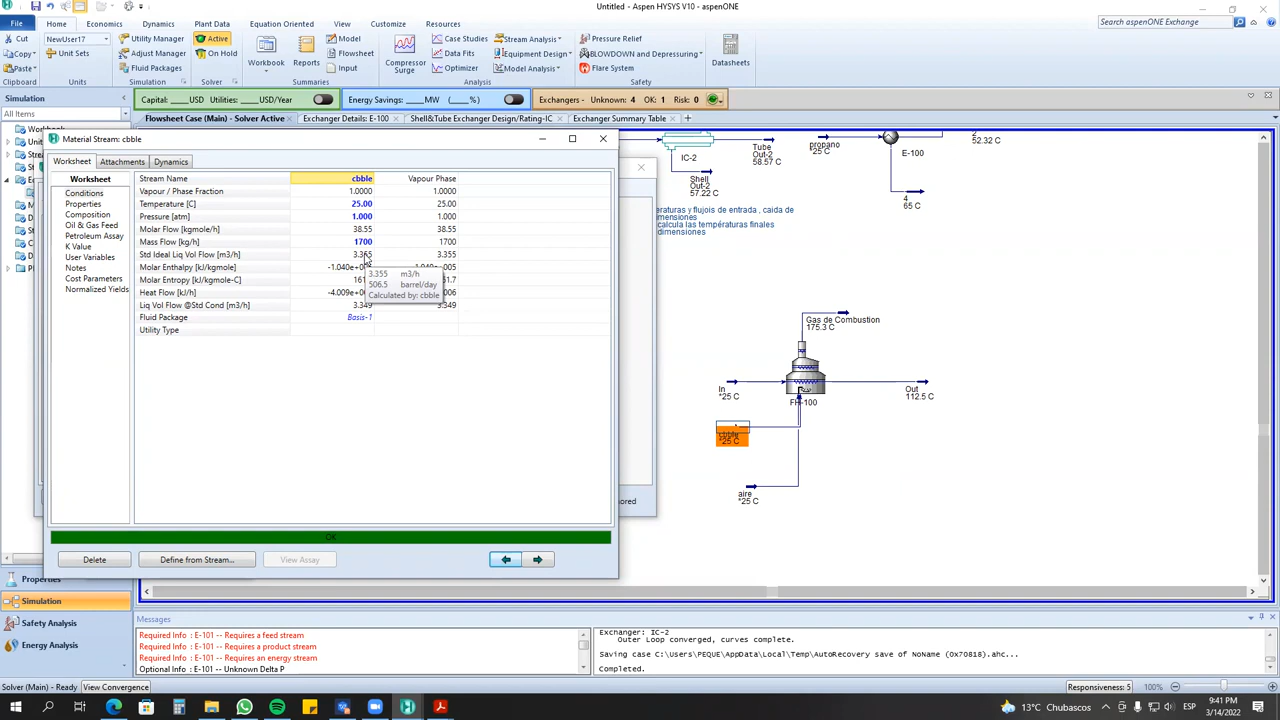 Untitled - Aspen HYSYS V10 - aspenONE
File Home Economics Dynamics Plant Data Equation Oriented View Customize Resources Search aspenONE Exchange
Cut NewUser17 Utility Manager Active Model Flowsheet Case Studies Stream Analysis Pressure Relief
Copy Unit Sets Adjust Manager On Hold Workbook Reports Flowsheet Compressor Surge Data Fits Equipment Design BLOWDOWN and Depressuring Datasheets
Paste Fluid Packages Input Optimizer Model Analysis Flare System
Clipboard Units Simulation Solver Summaries Analysis Safety
Simulation Capital: ____USD Utilities: ____USD/Year Energy Savings: ____MW (____%) Exchangers - Unknown: 4 OK: 1 Risk: 0
All Items Flowsheet Case (Main) - Solver Active Exchanger Details: E-100 Shell&Tube Exchanger Design/Rating-IC Exchanger Summary Table
Material Stream: cbble
Worksheet Attachments Dynamics
Worksheet
Conditions
Properties
Composition
Oil & Gas Feed
Petroleum Assay
K Value
User Variables
Notes
Cost Parameters
Normalized Yields
Stream Name cbble Vapour Phase
Vapour / Phase Fraction 1.0000 1.0000
Temperature [C] 25.00 25.00
Pressure [atm] 1.000 1.000
Molar Flow [kgmole/h] 38.55 38.55
Mass Flow [kg/h] 1700 1700
Std Ideal Liq Vol Flow [m3/h] 3.355 3.355
Molar Enthalpy [kJ/kgmole]
Molar Entropy [kJ/kgmole-C]
Heat Flow [kJ/h]
Liq Vol Flow @Std Cond [m3/h] 3.349 3.349
Fluid Package Basis-1
Utility Type
3.355 m3/h
506.5 barrel/day
Calculated by: cbble
OK
Delete Define from Stream... View Assay
IC-2
Tube Out-2
58.57 C
Shell Out-2
57.22 C
propano
*25 C
E-100
2
52.32 C
4
65 C
eraturas y flujois de entrada , caida de
mensiones
calcula las températuras finales
dimensiones
Gas de Combustion
175.3 C
In
*25 C
Out
112.5 C
FH-100
cbble
*25 C
aire
*25 C
nored
Properties
Simulation
Safety Analysis
Energy Analysis
Messages
Required Info : E-101 -- Requires a feed stream
Required Info : E-101 -- Requires a product stream
Required Info : E-101 -- Requires an energy stream
Optional Info : E-101 -- Unknown Delta P
Exchanger: IC-2
Outer Loop converged, curves complete.
Saving case C:\Users\PEQUE\AppData\Local\Temp\AutoRecovery save of NoName (0x70818).ahc...
Completed.
Solver (Main) - Ready View Convergence Responsiveness: 5 100%
13°C Chubascos ESP 9:41 PM
3/14/2022